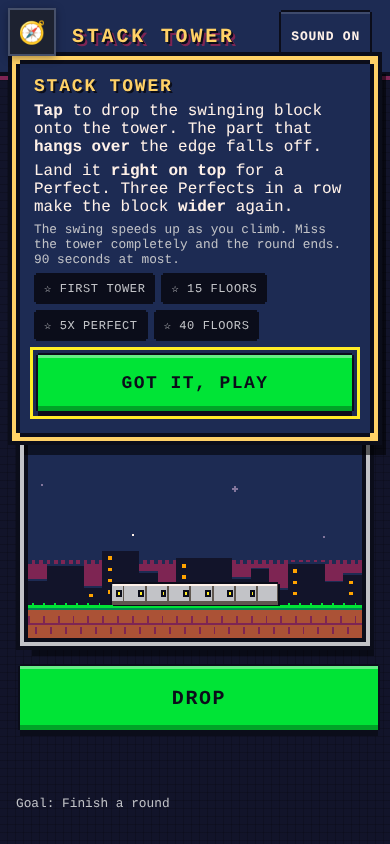 STACK TOWER
SOUND ON
STACK TOWER
Tap to drop the swinging block
onto the tower. The part that
hangs over the edge falls off.
Land it right on top for a
Perfect. Three Perfects in a row
make the block wider again.
The swing speeds up as you climb. Miss
the tower completely and the round ends.
90 seconds at most.
☆ FIRST TOWER
☆ 15 FLOORS
☆ 5X PERFECT
☆ 40 FLOORS
GOT IT, PLAY
DROP
Goal: Finish a round